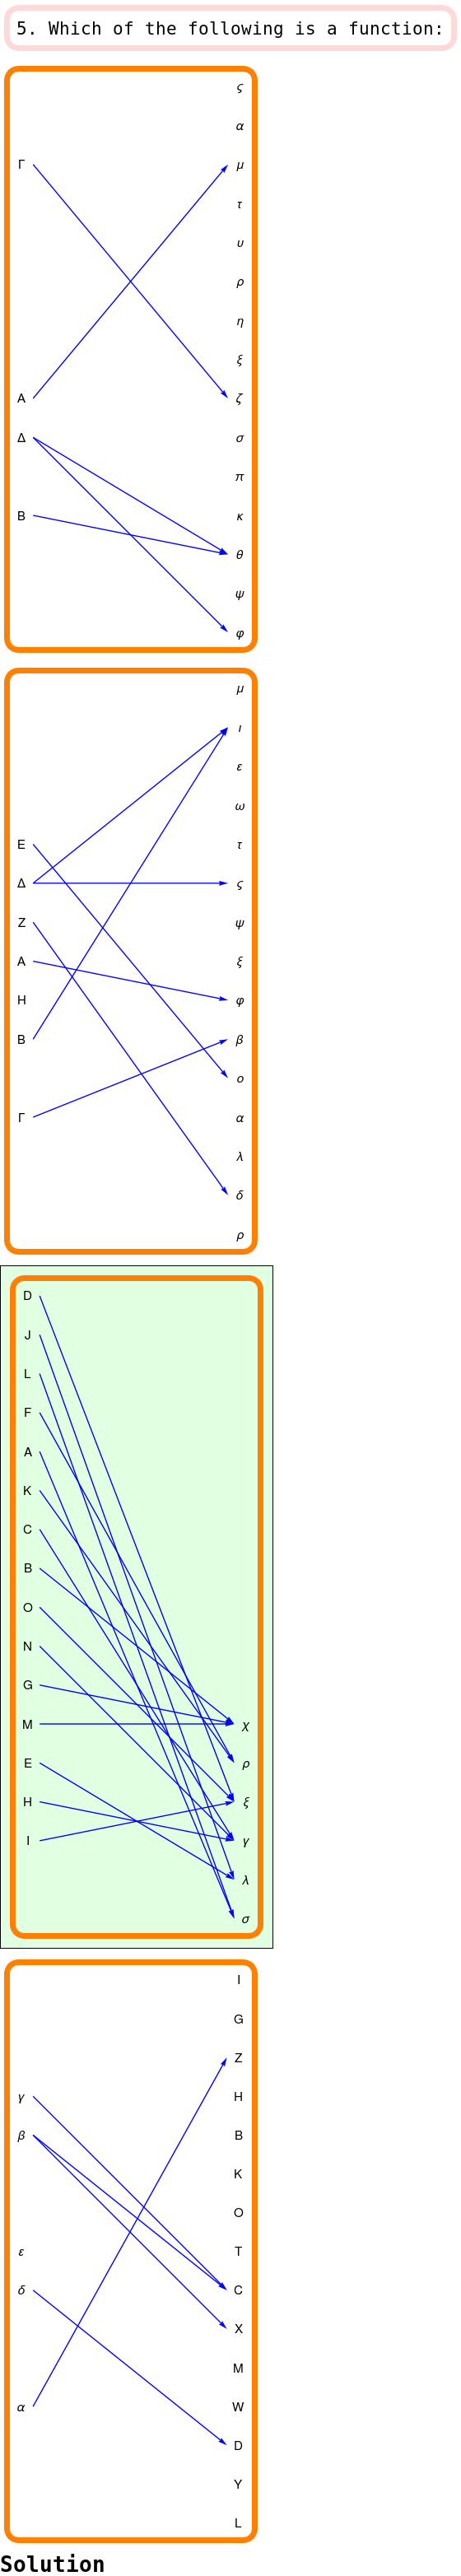 5. Which of the following is a function:
ς
α
Γ μ
τ
υ
ρ
η
ξ
Α ζ
Δ σ
π
Β κ
θ
ψ
φ
μ
ι
ε
ω
Ε τ
Δ ς
Ζ ψ
Α ξ
Η φ
Β β
ο
Γ α
λ
δ
ρ
D
J
L
F
A
K
C
B
O
N
G
M χ
E ρ
H ξ
I γ
λ
σ
I
G
Z
γ H
β B
K
O
ε T
δ C
X
M
α W
D
Y
L
Solution